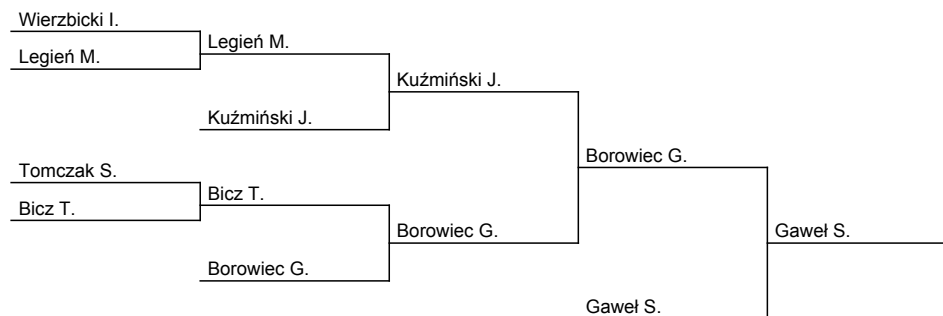 Wierzbicki I.
Legień M.
Legień M.
Kuźmiński J.
Kuźmiński J.
Tomczak S.
Bicz T.
Bicz T.
Borowiec G.
Borowiec G.
Borowiec G.
Gaweł S.
Gaweł S.